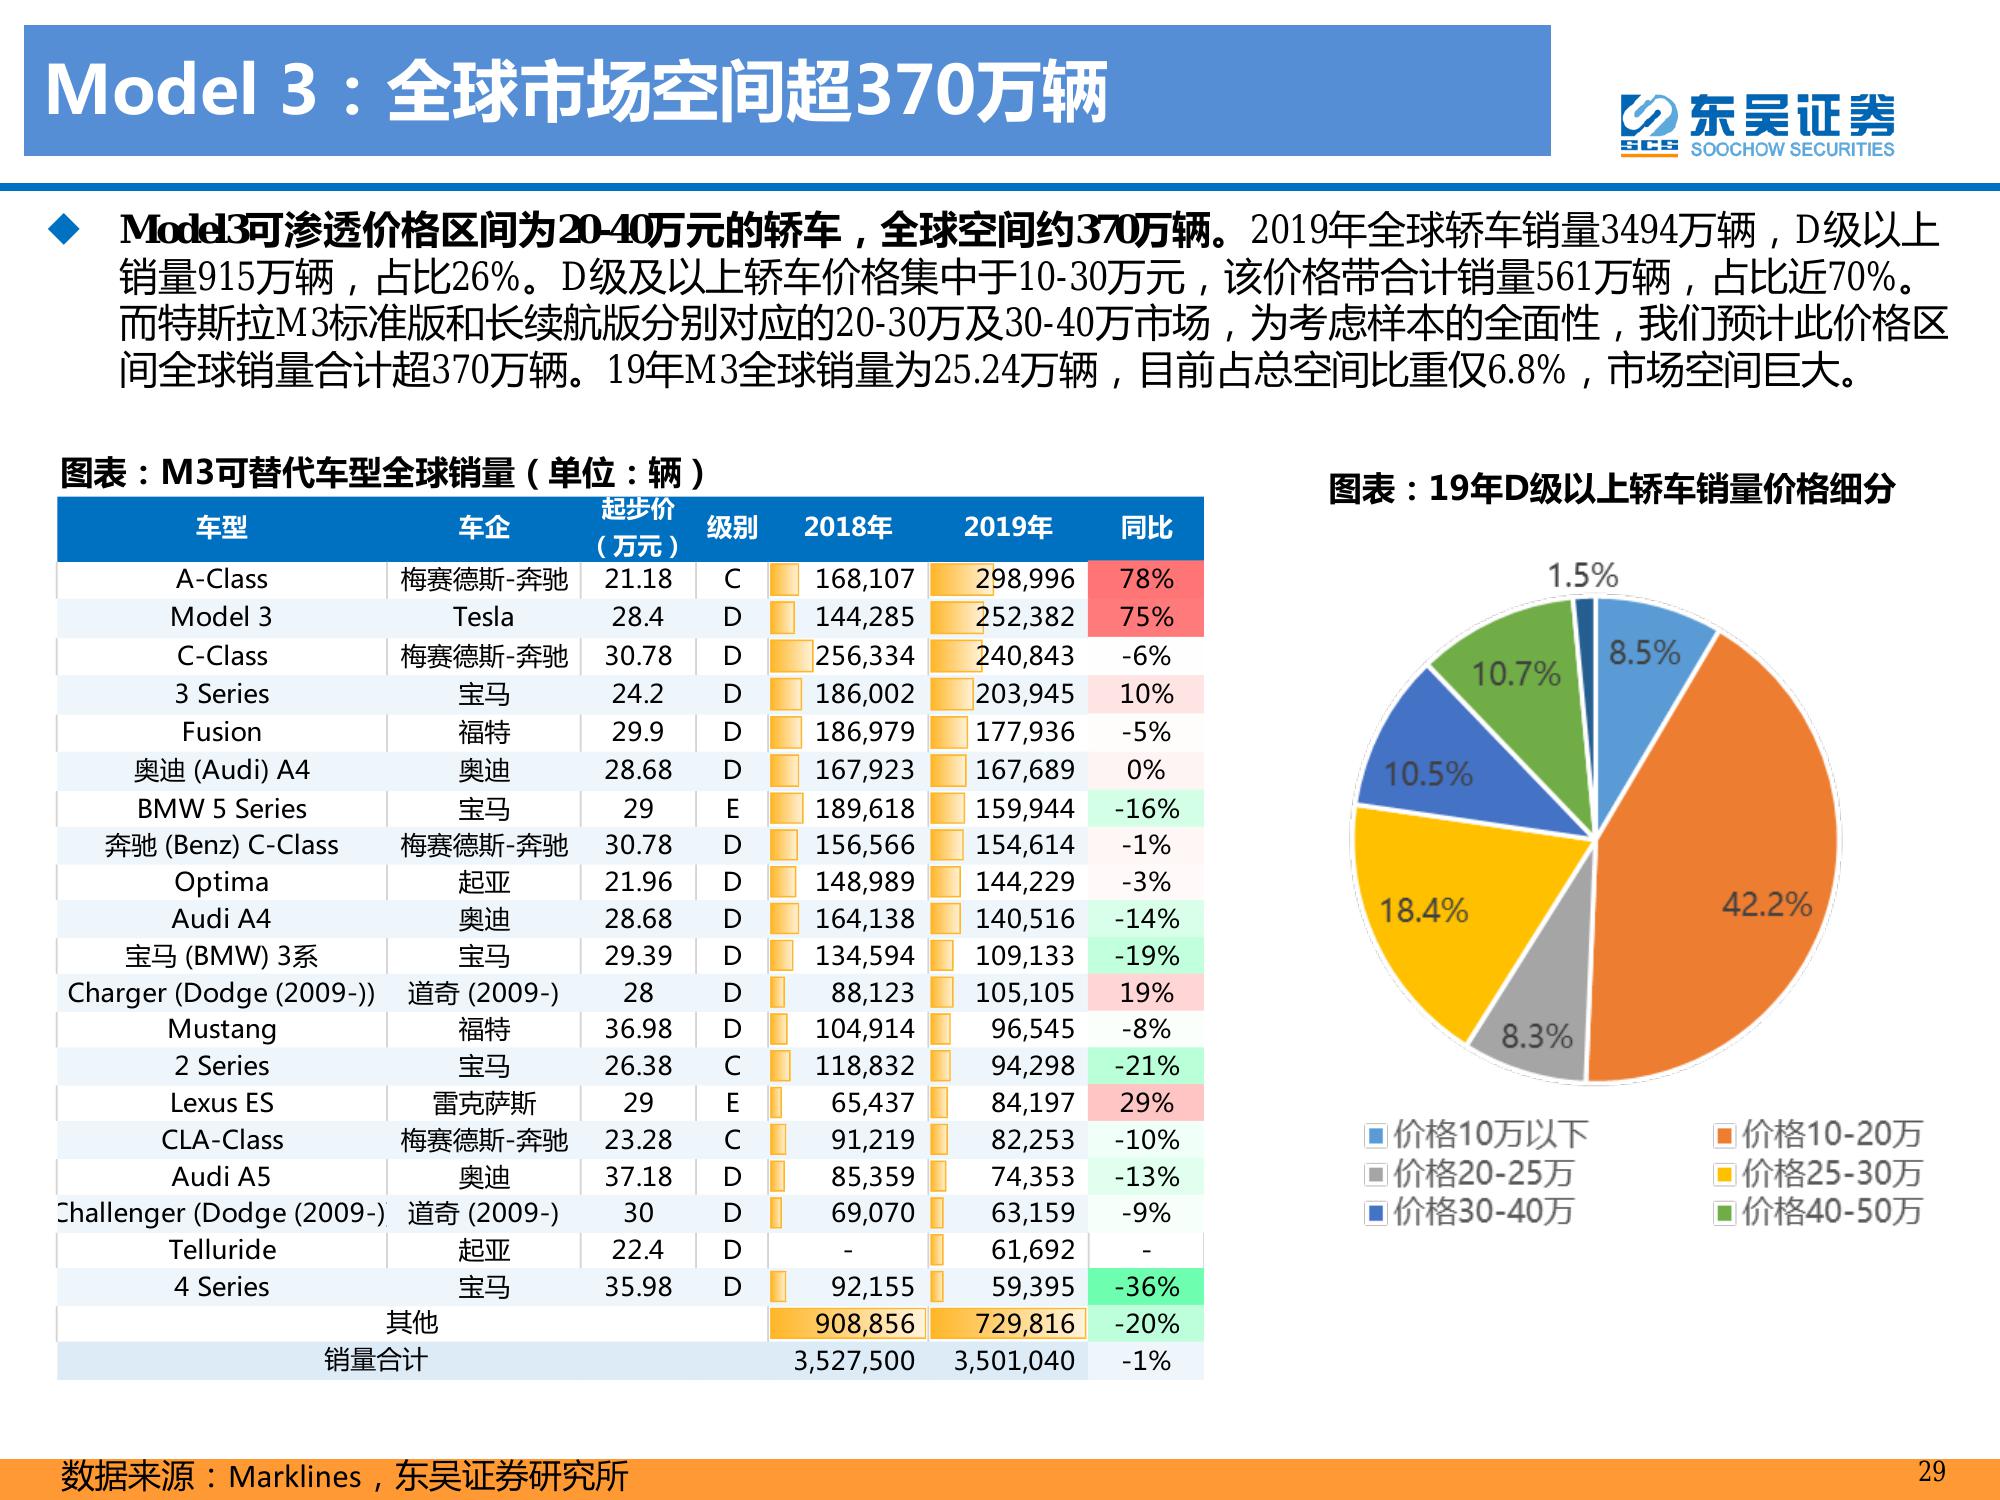 Model 3：全球市场空间超370万辆
东吴证券
SCS
SOOCHOW SECURITIES
Model3可渗透价格区间为20-40万元的轿车，全球空间约370万辆。2019年全球轿车销量3494万辆，D级以上
销量915万辆，占比26%。D级及以上轿车价格集中于10-30万元，该价格带合计销量561万辆，占比近70%。
而特斯拉M3标准版和长续航版分别对应的20-30万及30-40万市场，为考虑样本的全面性，我们预计此价格区
间全球销量合计超370万辆。19年M3全球销量为25.24万辆，目前占总空间比重仅6.8%，市场空间巨大。
图表：M3可替代车型全球销量（单位：辆）
车型 车企 起步价（万元） 级别 2018年 2019年 同比
A-Class 梅赛德斯-奔驰 21.18 C 168,107 298,996 78%
Model 3 Tesla 28.4 D 144,285 252,382 75%
C-Class 梅赛德斯-奔驰 30.78 D 256,334 240,843 -6%
3 Series 宝马 24.2 D 186,002 203,945 10%
Fusion 福特 29.9 D 186,979 177,936 -5%
奥迪 (Audi) A4 奥迪 28.68 D 167,923 167,689 0%
BMW 5 Series 宝马 29 E 189,618 159,944 -16%
奔驰 (Benz) C-Class 梅赛德斯-奔驰 30.78 D 156,566 154,614 -1%
Optima 起亚 21.96 D 148,989 144,229 -3%
Audi A4 奥迪 28.68 D 164,138 140,516 -14%
宝马 (BMW) 3系 宝马 29.39 D 134,594 109,133 -19%
Charger (Dodge (2009-)) 道奇 (2009-) 28 D 88,123 105,105 19%
Mustang 福特 36.98 D 104,914 96,545 -8%
2 Series 宝马 26.38 C 118,832 94,298 -21%
Lexus ES 雷克萨斯 29 E 65,437 84,197 29%
CLA-Class 梅赛德斯-奔驰 23.28 C 91,219 82,253 -10%
Audi A5 奥迪 37.18 D 85,359 74,353 -13%
Challenger (Dodge (2009-) 道奇 (2009-) 30 D 69,070 63,159 -9%
Telluride 起亚 22.4 D - 61,692 -
4 Series 宝马 35.98 D 92,155 59,395 -36%
其他 908,856 729,816 -20%
销量合计 3,527,500 3,501,040 -1%
图表：19年D级以上轿车销量价格细分
1.5%
8.5%
10.7%
10.5%
42.2%
18.4%
8.3%
价格10万以下 价格10-20万
价格20-25万 价格25-30万
价格30-40万 价格40-50万
数据来源：Marklines，东吴证券研究所
29